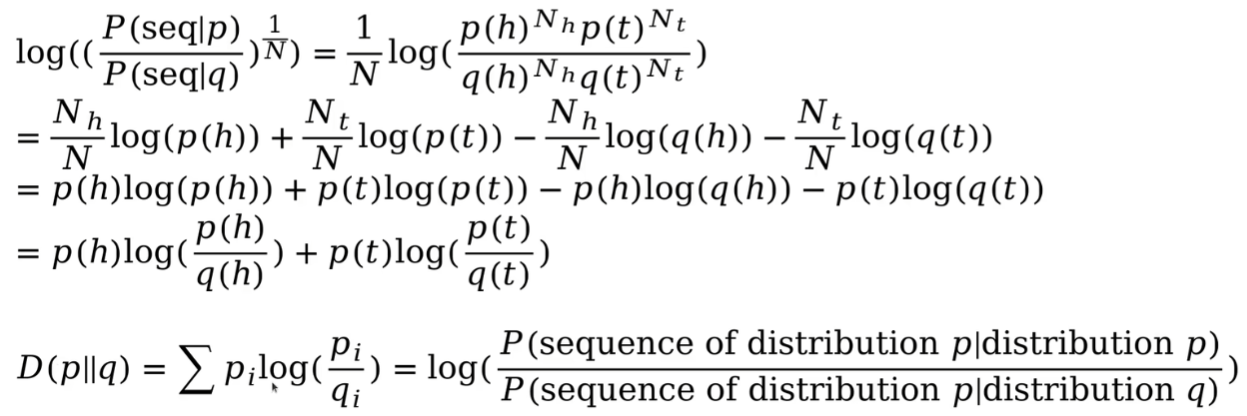 log((P(seq|p)/P(seq|q))^(1/N)) = 1/N log(p(h)^(N_h) p(t)^(N_t) / q(h)^(N_h) q(t)^(N_t))
= N_h/N log(p(h)) + N_t/N log(p(t)) − N_h/N log(q(h)) − N_t/N log(q(t))
= p(h)log(p(h)) + p(t)log(p(t)) − p(h)log(q(h)) − p(t)log(q(t))
= p(h)log(p(h)/q(h)) + p(t)log(p(t)/q(t))
D(p||q) = ∑ p_i log(p_i/q_i) = log(P(sequence of distribution p|distribution p)/P(sequence of distribution p|distribution q))